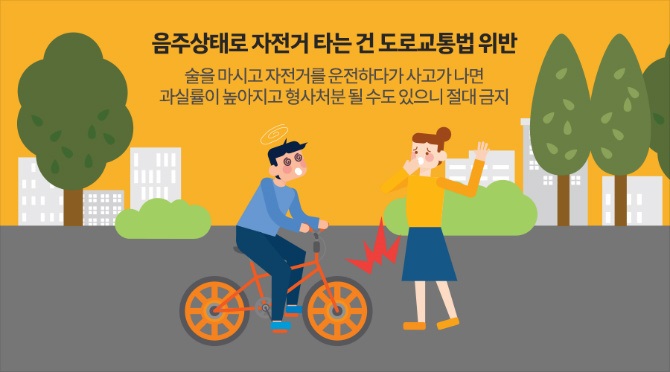 음주상태로 자전거 타는 건 도로교통법 위반
술을 마시고 자전거를 운전하다가 사고가 나면
과실률이 높아지고 형사처분 될 수도 있으니 절대 금지